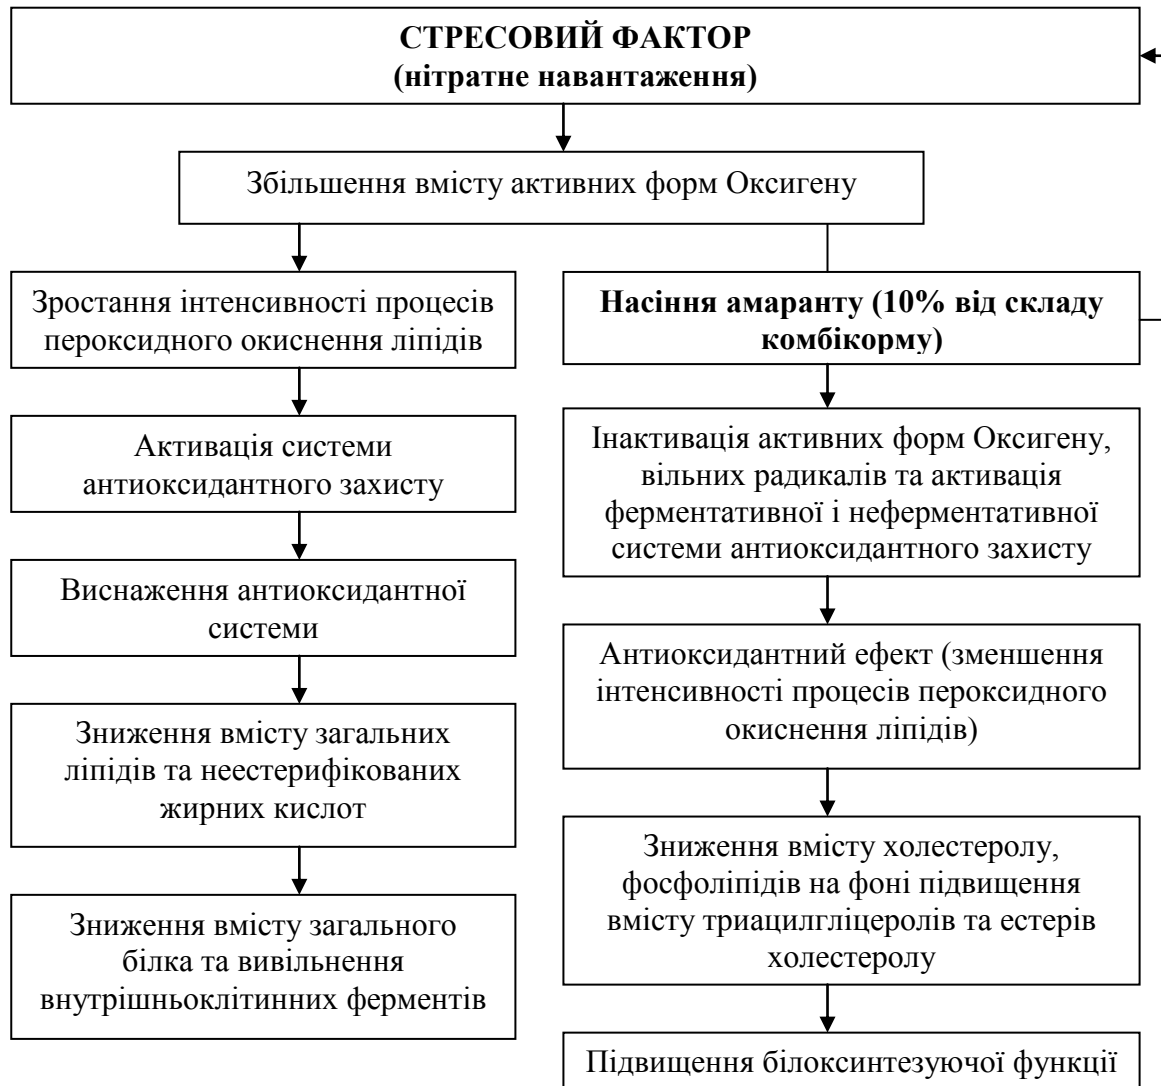 СТРЕСОВИЙ ФАКТОР
(нітратне навантаження)
Збільшення вмісту активних форм Оксигену
Зростання інтенсивності процесів
пероксидного окиснення ліпідів
Активація системи
антиоксидантного захисту
Виснаження антиоксидантної
системи
Зниження вмісту загальних
ліпідів та неестерифікованих
жирних кислот
Зниження вмісту загального
білка та вивільнення
внутрішньоклітинних ферментів
Насіння амаранту (10% від складу
комбікорму)
Інактивація активних форм Оксигену,
вільних радикалів та активація
ферментативної і неферментативної
системи антиоксидантного захисту
Антиоксидантний ефект (зменшення
інтенсивності процесів пероксидного
окиснення ліпідів)
Зниження вмісту холестеролу,
фосфоліпідів на фоні підвищення
вмісту триацилгліцеролів та естерів
холестеролу
Підвищення білоксинтезуючої функції